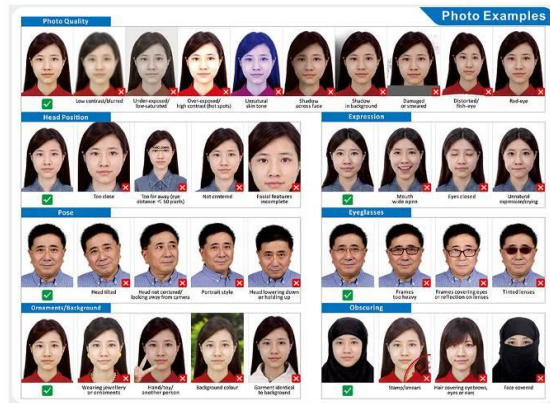 Photo Examples
Photo Quality
Low contrast/blurred
Under-exposed/
low-saturated
Over-exposed/
high contrast (hot spots)
Unnatural
skin tone
Shadow
across face
Shadow
in background
Damaged
or smeared
Distorted/
fish-eye
Red-eye
Head Position
Too close
Too far away (eye
distance < 60 pixels)
Not centered
Facial features
incomplete
Expression
Mouth
wide open
Eyes closed
Unnatural
expression/crying
Pose
Head tilted
Head not centered/
looking away from camera
Portrait style
Head lowering down
or holding up
Eyeglasses
Frames
too heavy
Frames covering eyes
or reflection on lenses
Tinted lenses
Ornaments/Background
Wearing jewellery
or ornaments
Hand/toy/
another person
Background colour
Garment identical
to background
Obscuring
Stamp/smears
Hair covering eyebrows,
eyes or ears
Face covered